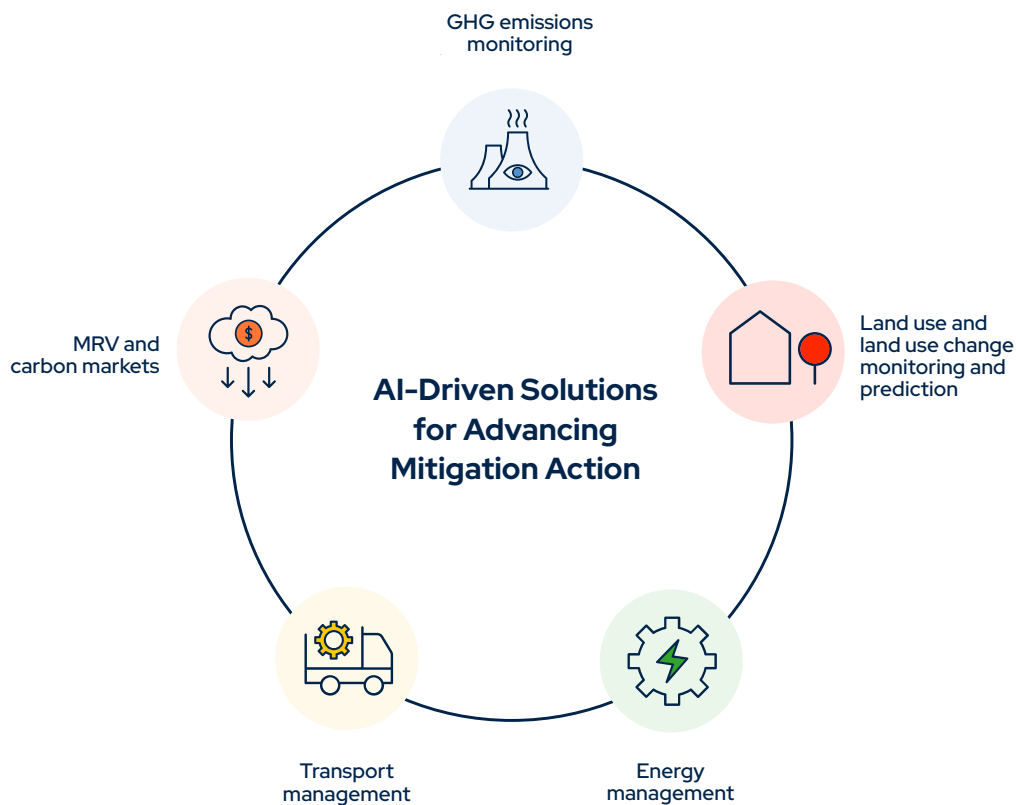 GHG emissions
monitoring
Land use and
land use change
monitoring and
prediction
MRV and
carbon markets
$
AI-Driven Solutions
for Advancing
Mitigation Action
Transport
management
Energy
management